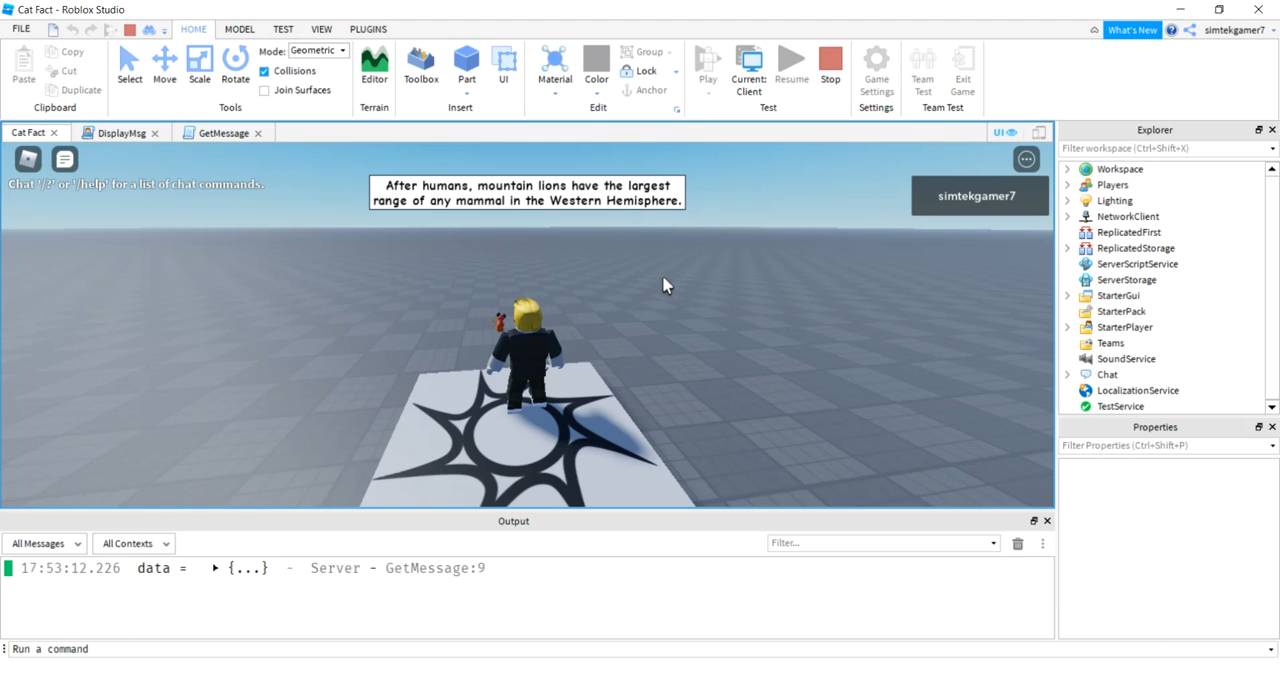 Cat Fact - Roblox Studio
FILE HOME MODEL TEST VIEW PLUGINS What's New simtekgamer7
Paste Copy Cut Duplicate Clipboard
Select Move Scale Rotate Mode: Geometric Collisions Join Surfaces Tools
Editor Terrain
Toolbox Part UI Insert
Material Color Group Lock Anchor Edit
Play Current: Client Resume Stop Test
Game Settings Settings
Team Test Exit Game Team Test
Cat Fact DisplayMsg GetMessage UI
Chat '/?' or '/help' for a list of chat commands.
After humans, mountain lions have the largest
range of any mammal in the Western Hemisphere.
simtekgamer7
Explorer
Filter workspace (Ctrl+Shift+X)
Workspace
Players
Lighting
NetworkClient
ReplicatedFirst
ReplicatedStorage
ServerScriptService
ServerStorage
StarterGui
StarterPack
StarterPlayer
Teams
SoundService
Chat
LocalizationService
TestService
Properties
Filter Properties (Ctrl+Shift+P)
Output
All Messages All Contexts Filter...
17:53:12.226 data = {...} - Server - GetMessage:9
Run a command